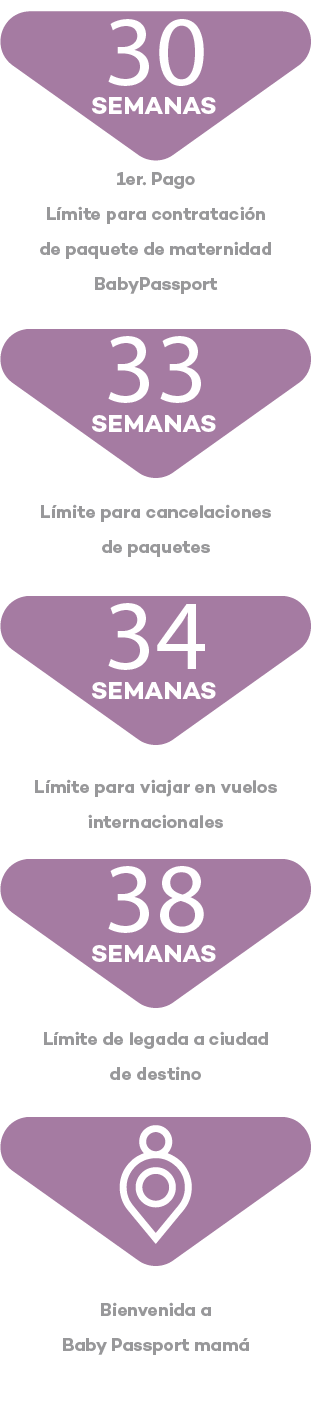 30
SEMANAS
1er. Pago
Límite para contratación
de paquete de maternidad
BabyPassport
33
SEMANAS
Límite para cancelaciones
de paquetes
34
SEMANAS
Límite para viajar en vuelos
internacionales
38
SEMANAS
Límite de legada a ciudad
de destino
Bienvenida a
Baby Passport mamá